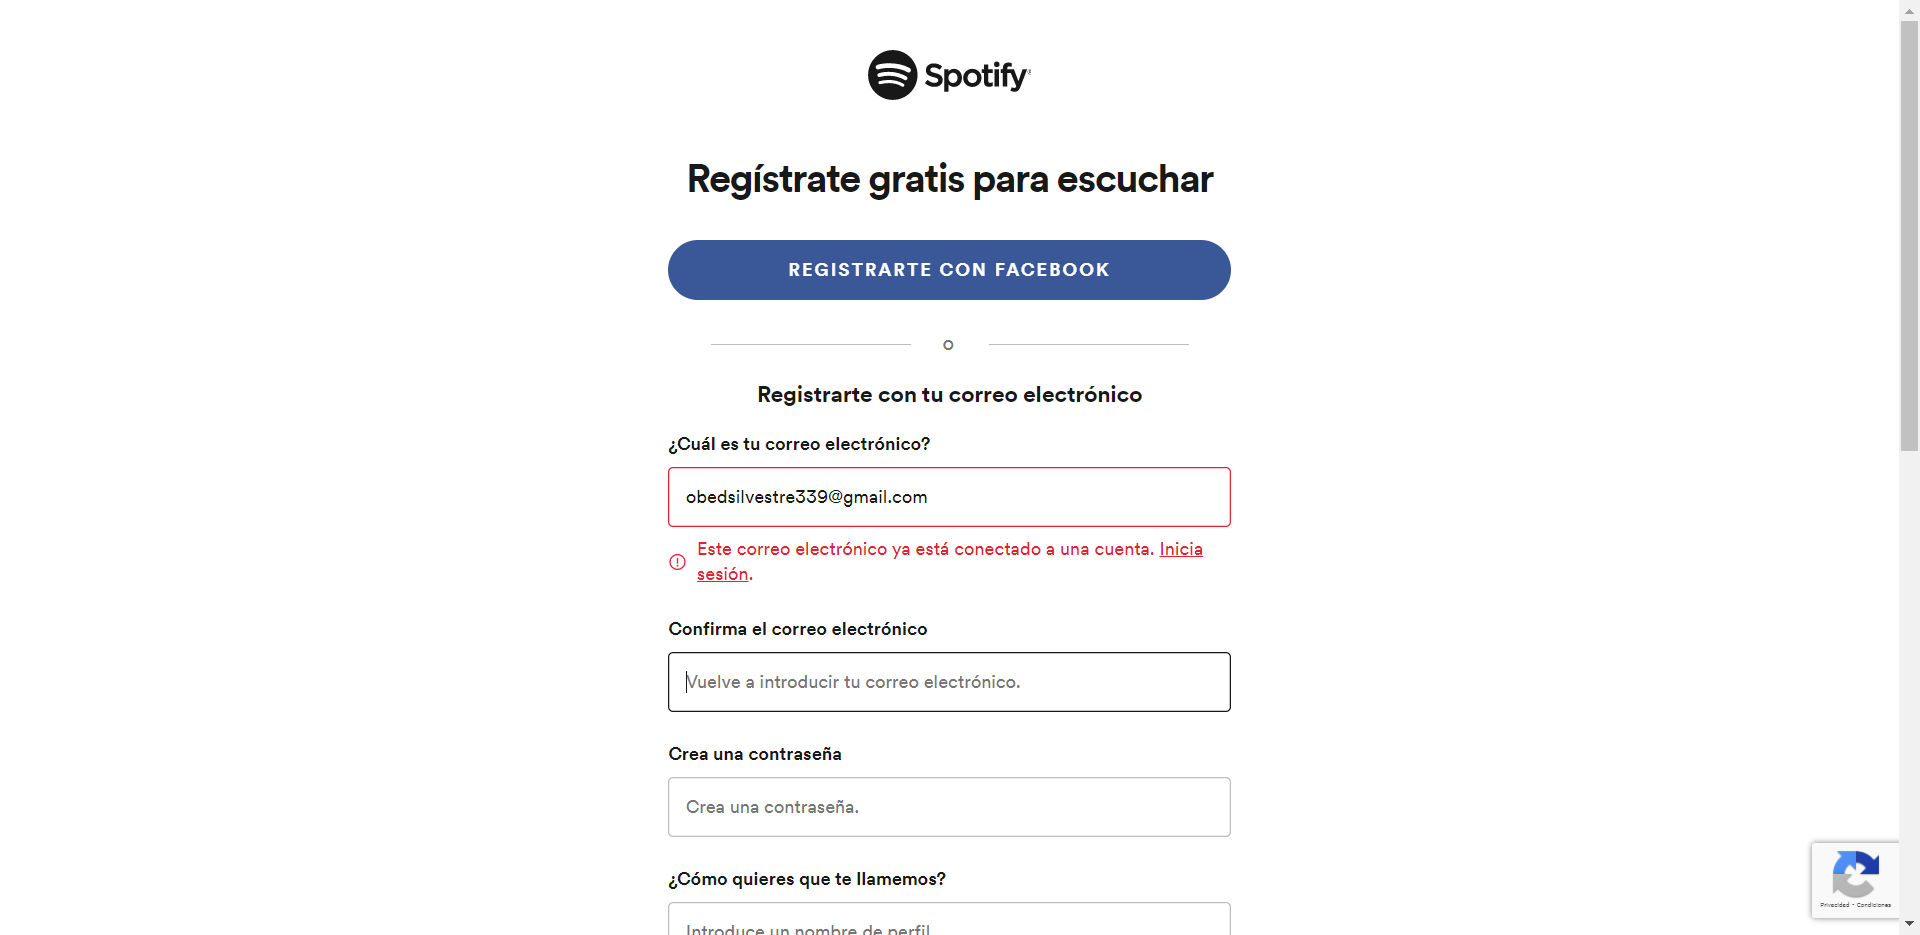 Spotify
Regístrate gratis para escuchar
REGISTRARTE CON FACEBOOK
o
Registrarte con tu correo electrónico
¿Cuál es tu correo electrónico?
obedsilvestre339@gmail.com
Este correo electrónico ya está conectado a una cuenta. Inicia
sesión.
Confirma el correo electrónico
Vuelve a introducir tu correo electrónico.
Crea una contraseña
Crea una contraseña.
¿Cómo quieres que te llamemos?
Introduce un nombre de perfil
Privacidad - Condiciones